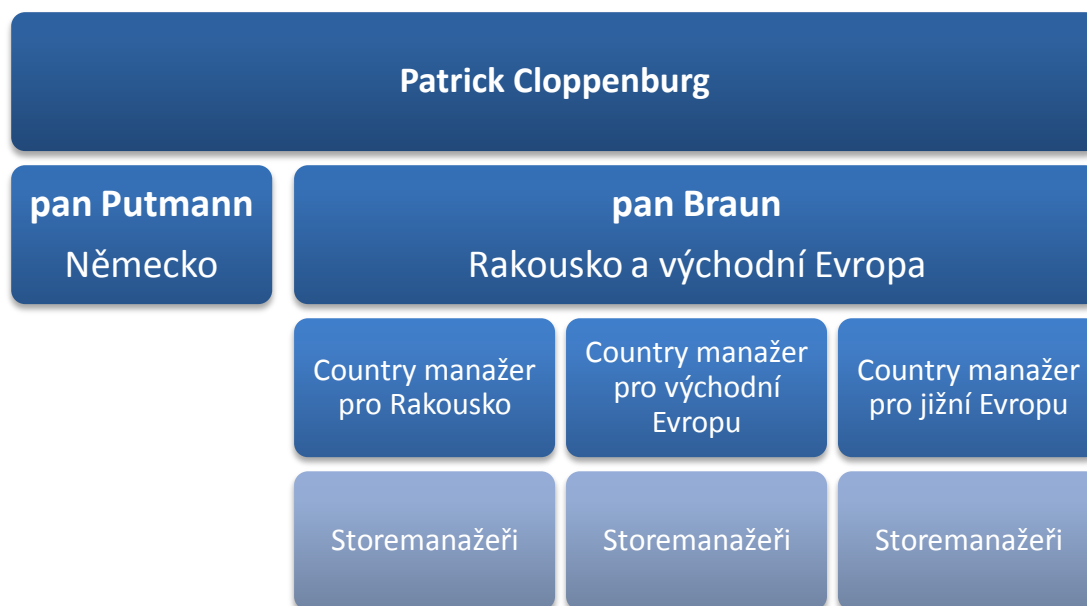 Patrick Cloppenburg
pan Putmann
Německo
pan Braun
Rakousko a východní Evropa
Country manažer
pro Rakousko
Country manažer
pro východní
Evropu
Country manažer
pro jižní Evropu
Storemanažeři
Storemanažeři
Storemanažeři